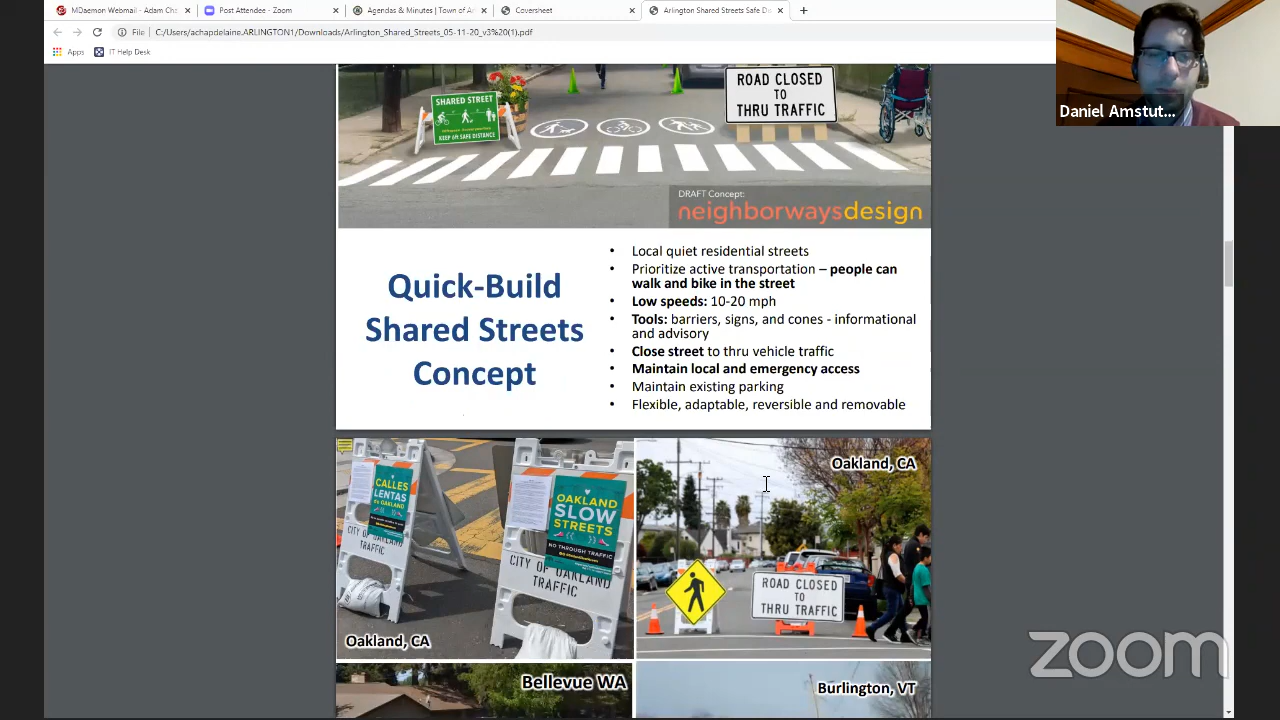 MDaemon Webmail - Adam Cha
Post Attendee - Zoom
Agendas & Minutes | Town of Ar
Coversheet
Arlington Shared Streets Safe Di
File
C:/Users/achapdelaine.ARLINGTON1/Downloads/Arlington_Shared_Streets_05-11-20_v3%20(1).pdf
Apps
IT Help Desk
Daniel Amstut...
SHARED STREET
KEEP 6ft SAFE DISTANCE
ROAD CLOSED
TO
THRU TRAFFIC
DRAFT Concept:
neighborwaysdesign
Quick-Build
Shared Streets
Concept
• Local quiet residential streets
• Prioritize active transportation – people can
walk and bike in the street
• Low speeds: 10-20 mph
• Tools: barriers, signs, and cones - informational
and advisory
• Close street to thru vehicle traffic
• Maintain local and emergency access
• Maintain existing parking
• Flexible, adaptable, reversible and removable
CALLES
LENTAS
OAKLAND
CITY OF OAKLAND
TRAFFIC
OAKLAND
SLOW
STREETS
NO THROUGH TRAFFIC
CITY OF OAKLAND
TRAFFIC
Oakland, CA
Oakland, CA
ROAD CLOSED
TO
THRU TRAFFIC
Bellevue WA
Burlington, VT
zoom